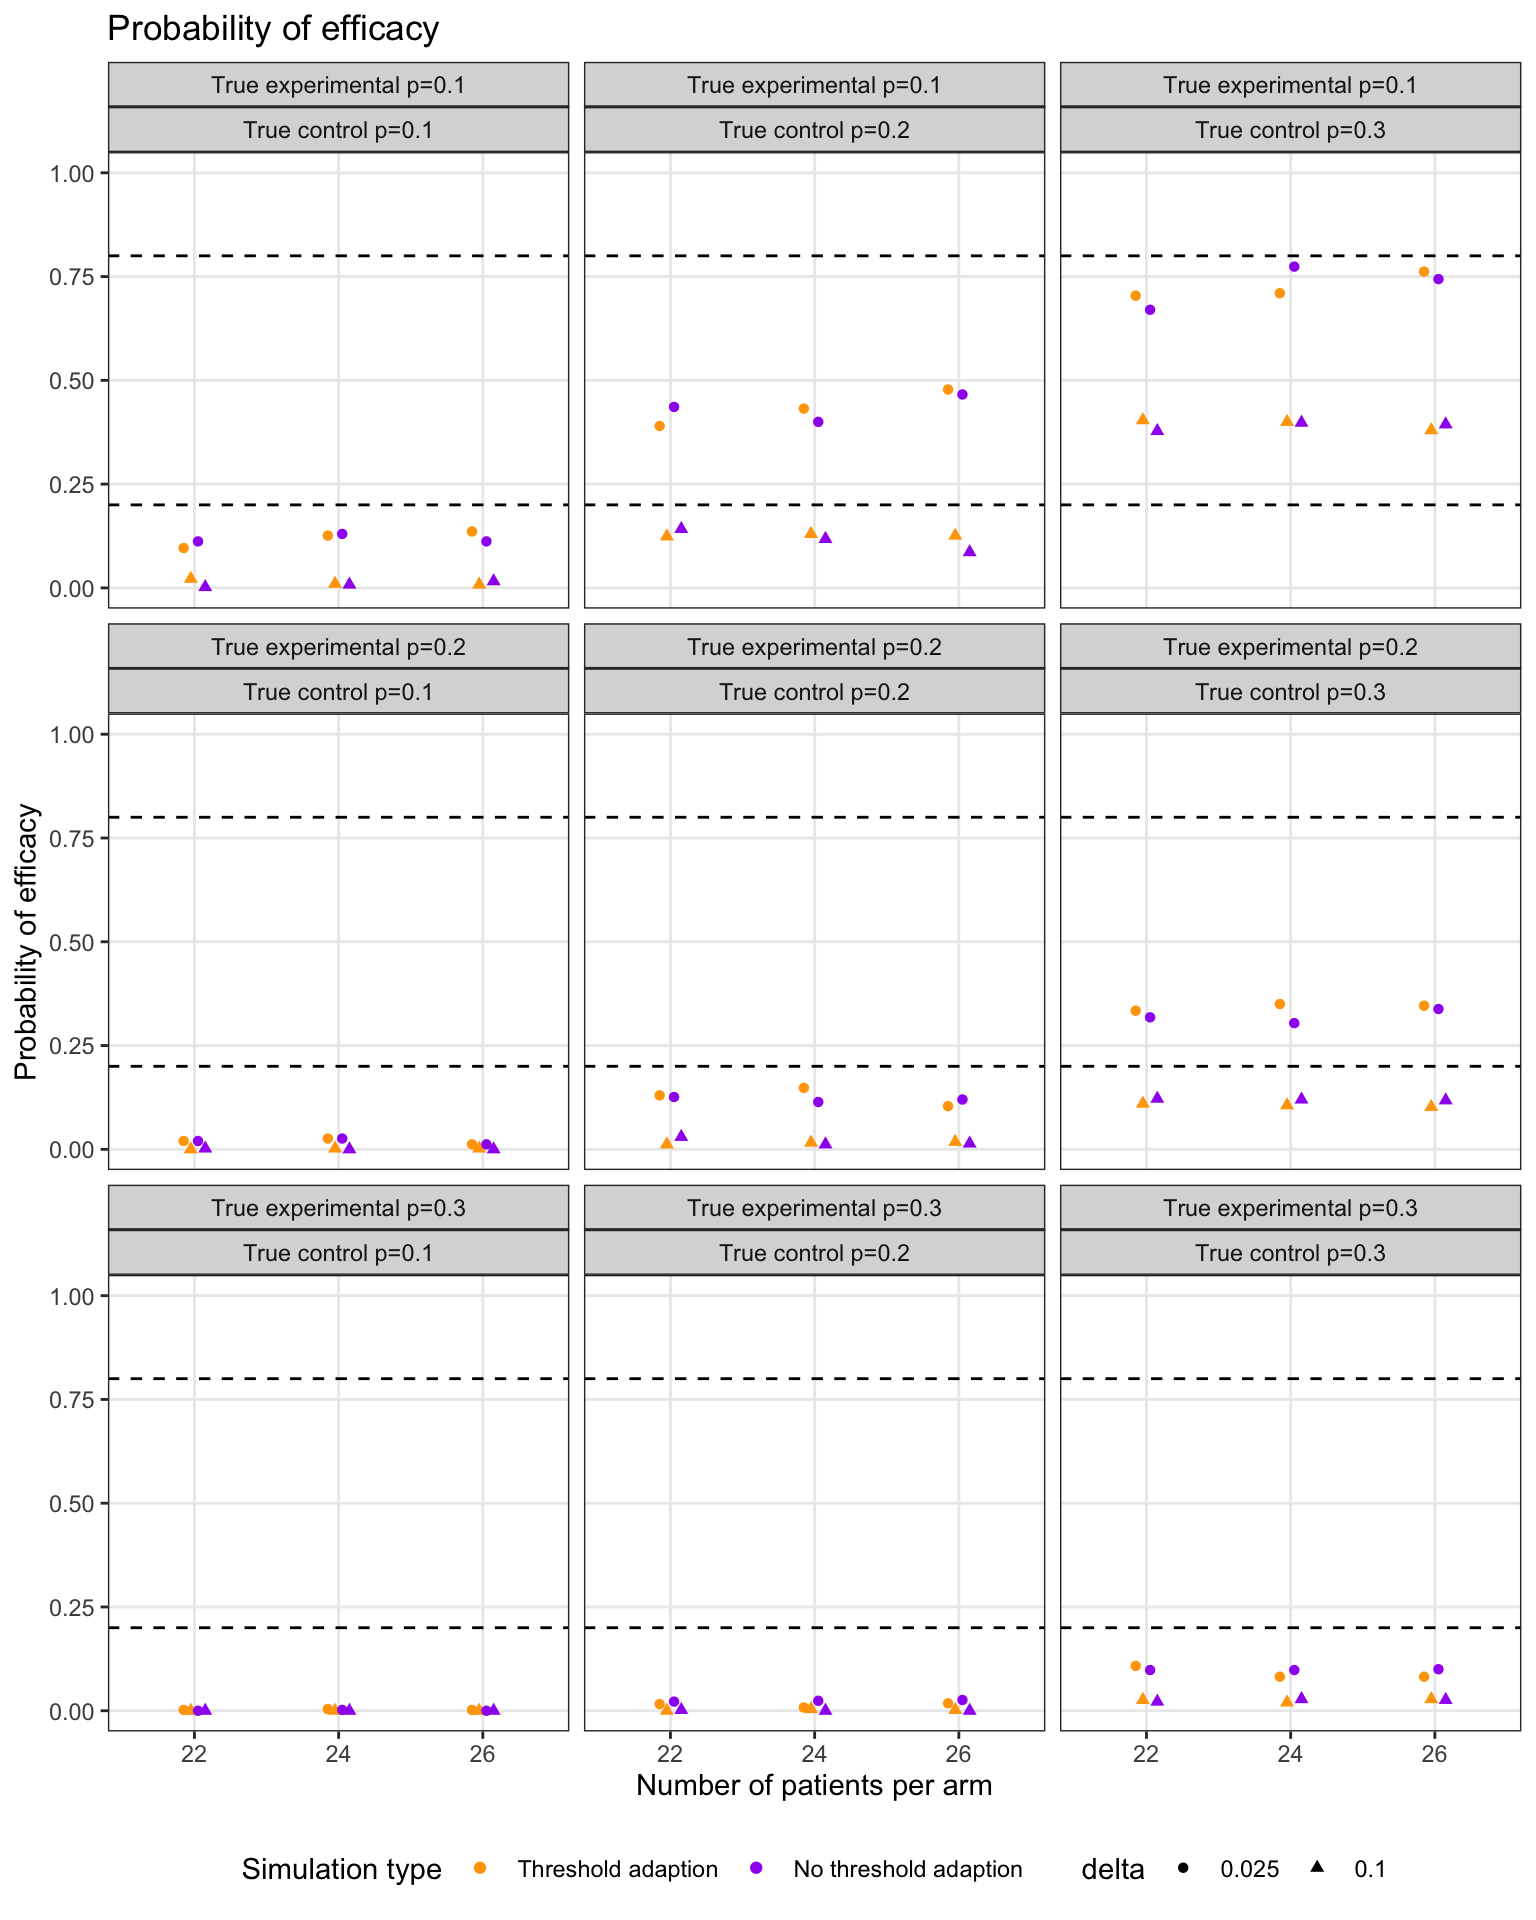 Probability of efficacy
True experimental p=0.1
True experimental p=0.1
True experimental p=0.1
True control p=0.1
True control p=0.2
True control p=0.3
1.00
0.75
0.50
0.25
0.00
True experimental p=0.2
True experimental p=0.2
True experimental p=0.2
True control p=0.1
True control p=0.2
True control p=0.3
1.00
0.75
0.50
0.25
0.00
Probability of efficacy
True experimental p=0.3
True experimental p=0.3
True experimental p=0.3
True control p=0.1
True control p=0.2
True control p=0.3
1.00
0.75
0.50
0.25
0.00
22 24 26
22 24 26
22 24 26
Number of patients per arm
Simulation type Threshold adaption No threshold adaption delta 0.025 0.1